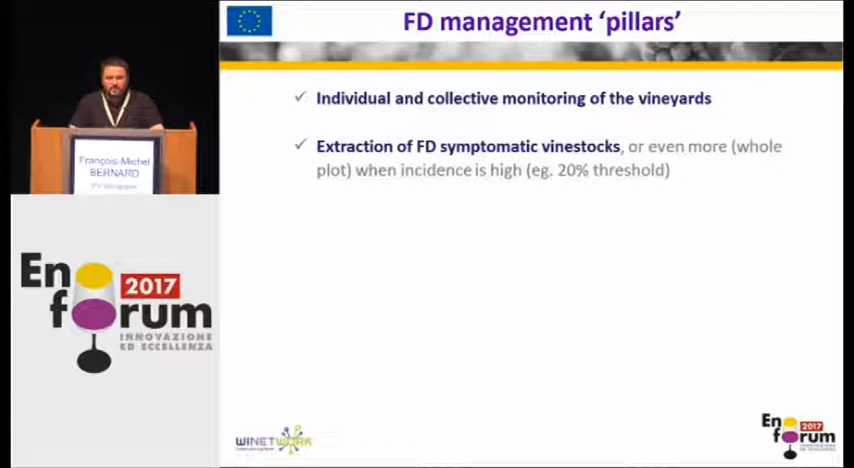 FD management ‘pillars’
✓ Individual and collective monitoring of the vineyards
✓ Extraction of FD symptomatic vinestocks, or even more (whole
plot) when incidence is high (eg. 20% threshold)
François-Michel
BERNARD
En
2017
forum
INNOVAZIONE
ED ECCELLENZA
WINETWORK
En
2017
forum